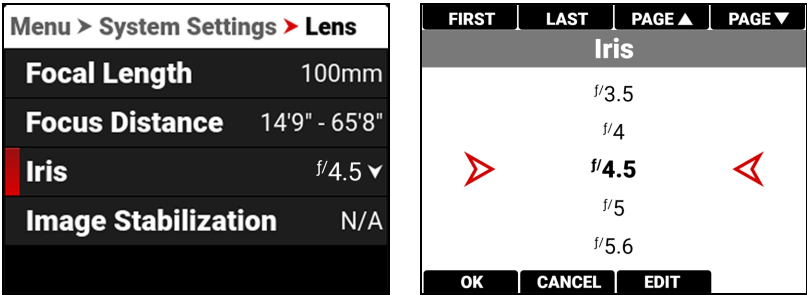 Menu > System Settings > Lens
Focal Length 100mm
Focus Distance 14'9" - 65'8"
Iris ƒ/4.5
Image Stabilization N/A
FIRST LAST PAGE▲ PAGE▼
Iris
ƒ/3.5
ƒ/4
ƒ/4.5
ƒ/5
ƒ/5.6
OK CANCEL EDIT